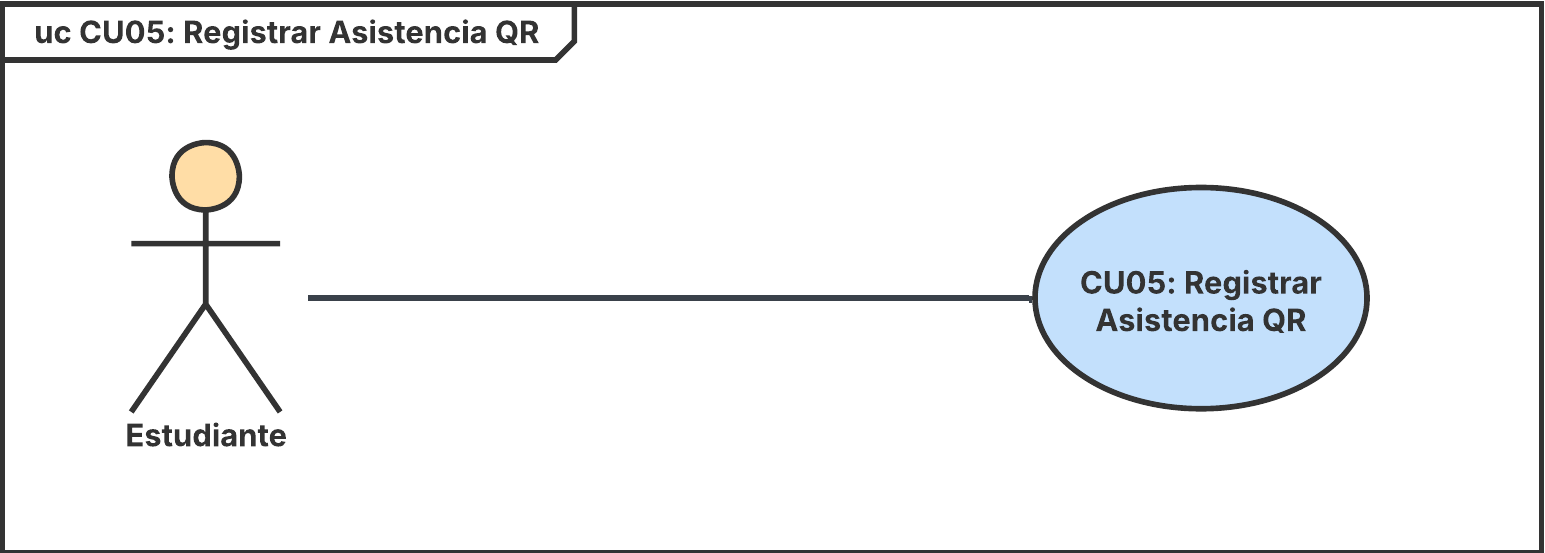 uc CU05: Registrar Asistencia QR
CU05: Registrar
Asistencia QR
Estudiante